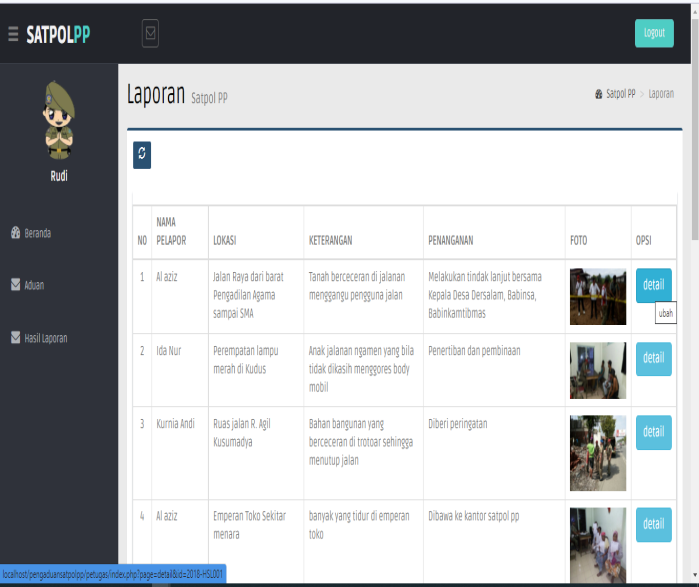 SATPOLPP
Logout
Laporan Satpol PP
Satpol PP > Laporan
Rudi
Beranda
Aduan
Hasil Laporan
NO NAMA PELAPOR LOKASI KETERANGAN PENANGANAN FOTO OPSI
1 Al aziz Jalan Raya dari barat Tanah berceceran di jalanan Melakukan tindak lanjut bersama detail
Pengadilan Agama menggangu pengguna jalan Kepala Desa Dersalam, Babinsa,
sampai SMA Babinkamtibmas
ubah
2 Ida Nur Perempatan lampu Anak jalanan ngamen yang bila Penertiban dan pembinaan detail
merah di Kudus tidak dikasih menggores body
mobil
3 Kurnia Andi Ruas jalan R. Agil Bahan bangunan yang Diberi peringatan detail
Kusumadya berceceran di trotoar sehingga
menutup jalan
4 Al aziz Emperan Toko Sekitar banyak yang tidur di emperan Dibawa ke kantor satpol pp detail
menara toko
localhost/pengaduansatpolpp/petugas/index.php?page=detail&id=2018-HSL001